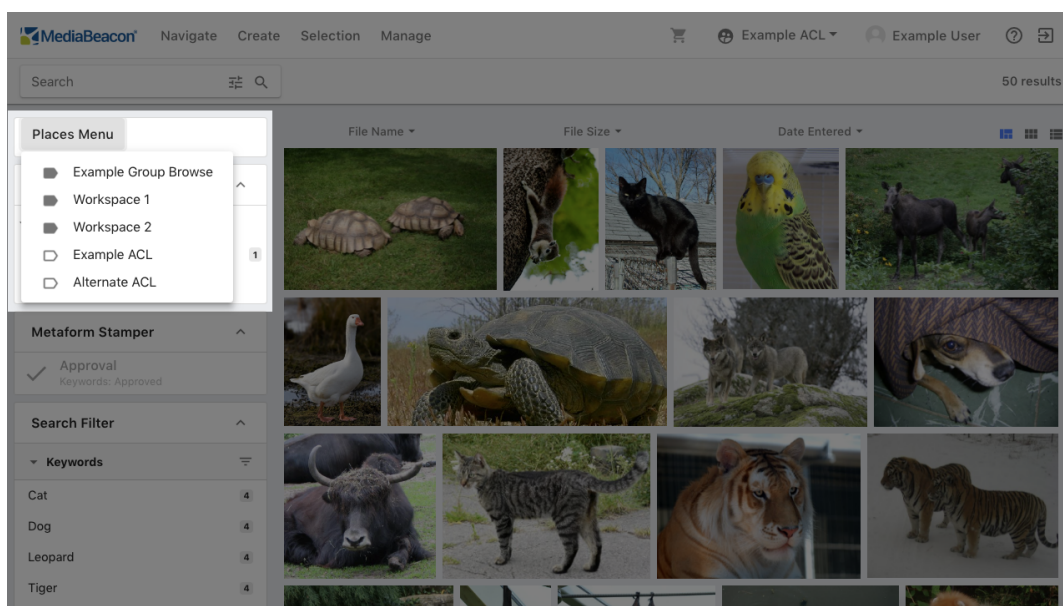 MediaBeacon Navigate Create Selection Manage Example ACL Example User
Search 50 results
Places Menu
Example Group Browse
Workspace 1
Workspace 2
Example ACL 1
Alternate ACL
File Name File Size Date Entered
Metaform Stamper
Approval
Keywords: Approved
Search Filter
Keywords
Cat 4
Dog 4
Leopard 4
Tiger 4